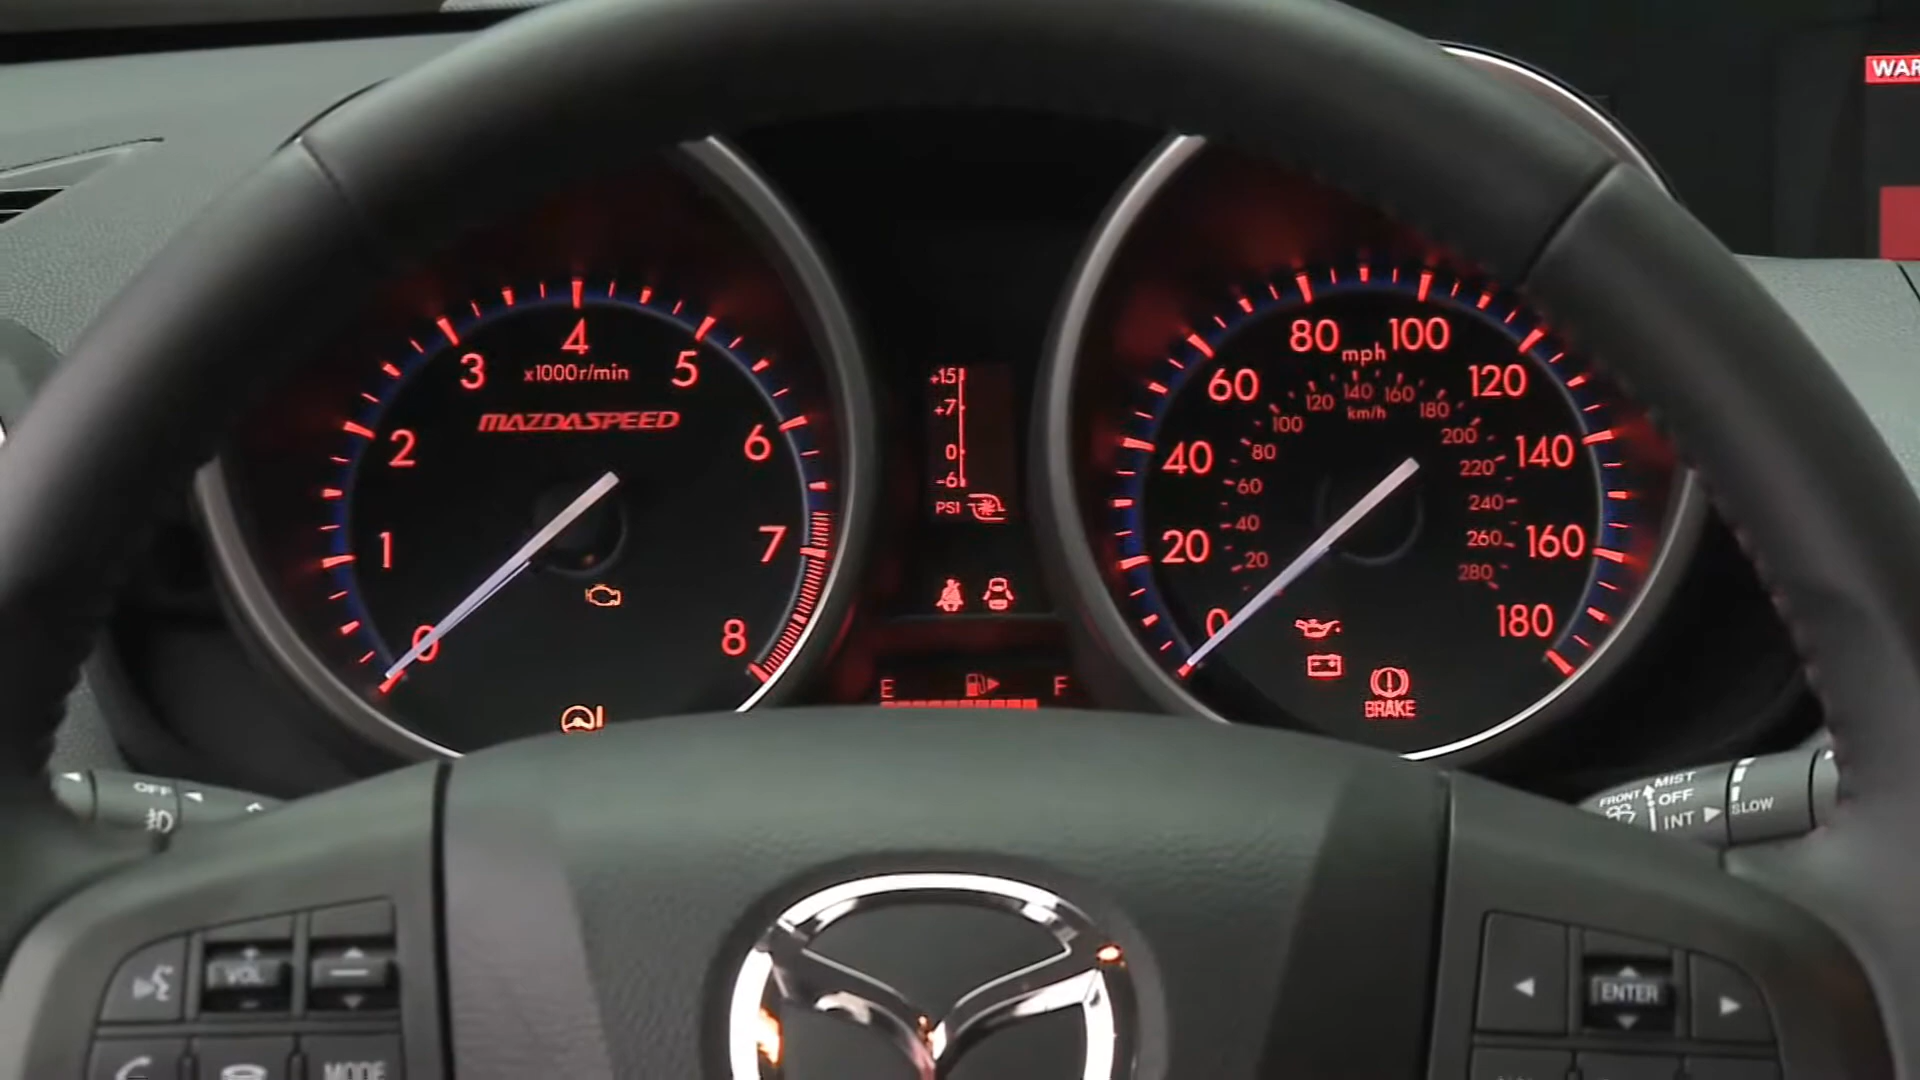 WAR
4
3
5
x1000r/min
MAZDASPEED
2
6
1
7
0
8
+15
+7
0
-6
PSI
E
F
80
100
mph
60
120
40
140
20
160
0
180
120
140
160
100
km/h
180
80
200
60
220
40
240
20
260
280
BRAKE
OFF
FRONT
MIST
OFF
INT
SLOW
VOL
MODE
ENTER